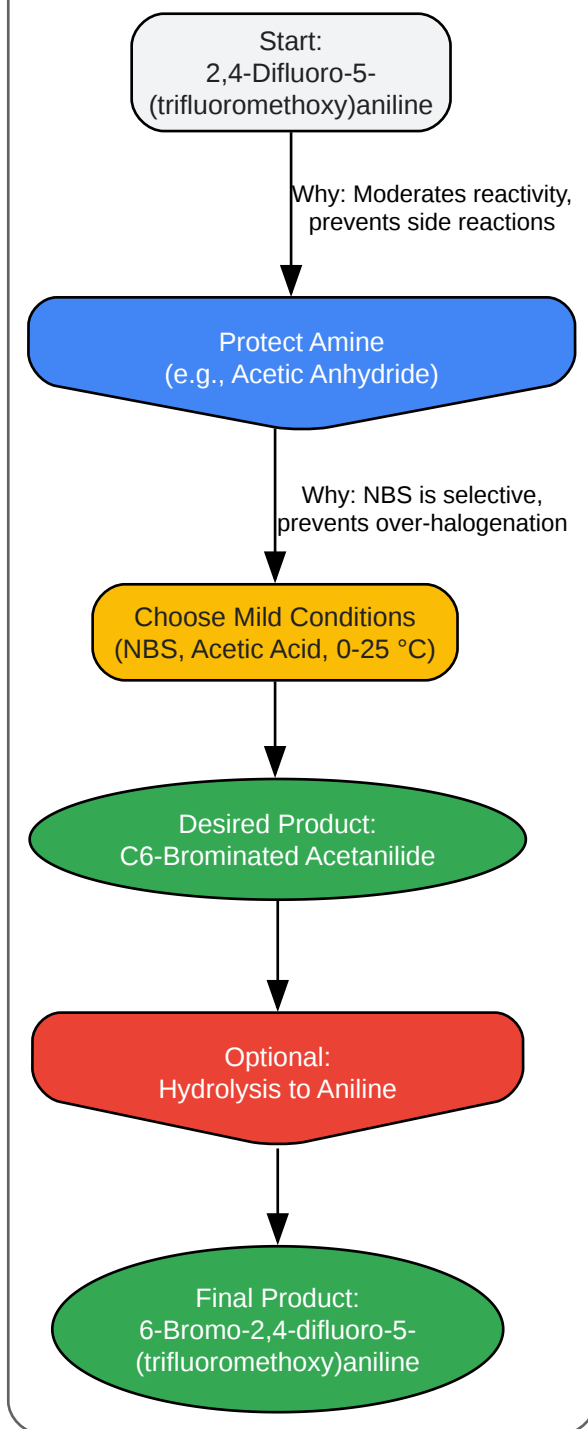 Start:
2,4-Difluoro-5-
(trifluoromethoxy)aniline
Why: Moderates reactivity,
prevents side reactions
Protect Amine
(e.g., Acetic Anhydride)
Why: NBS is selective,
prevents over-halogenation
Choose Mild Conditions
(NBS, Acetic Acid, 0-25 °C)
Desired Product:
C6-Brominated Acetanilide
Optional:
Hydrolysis to Aniline
Final Product:
6-Bromo-2,4-difluoro-5-
(trifluoromethoxy)aniline